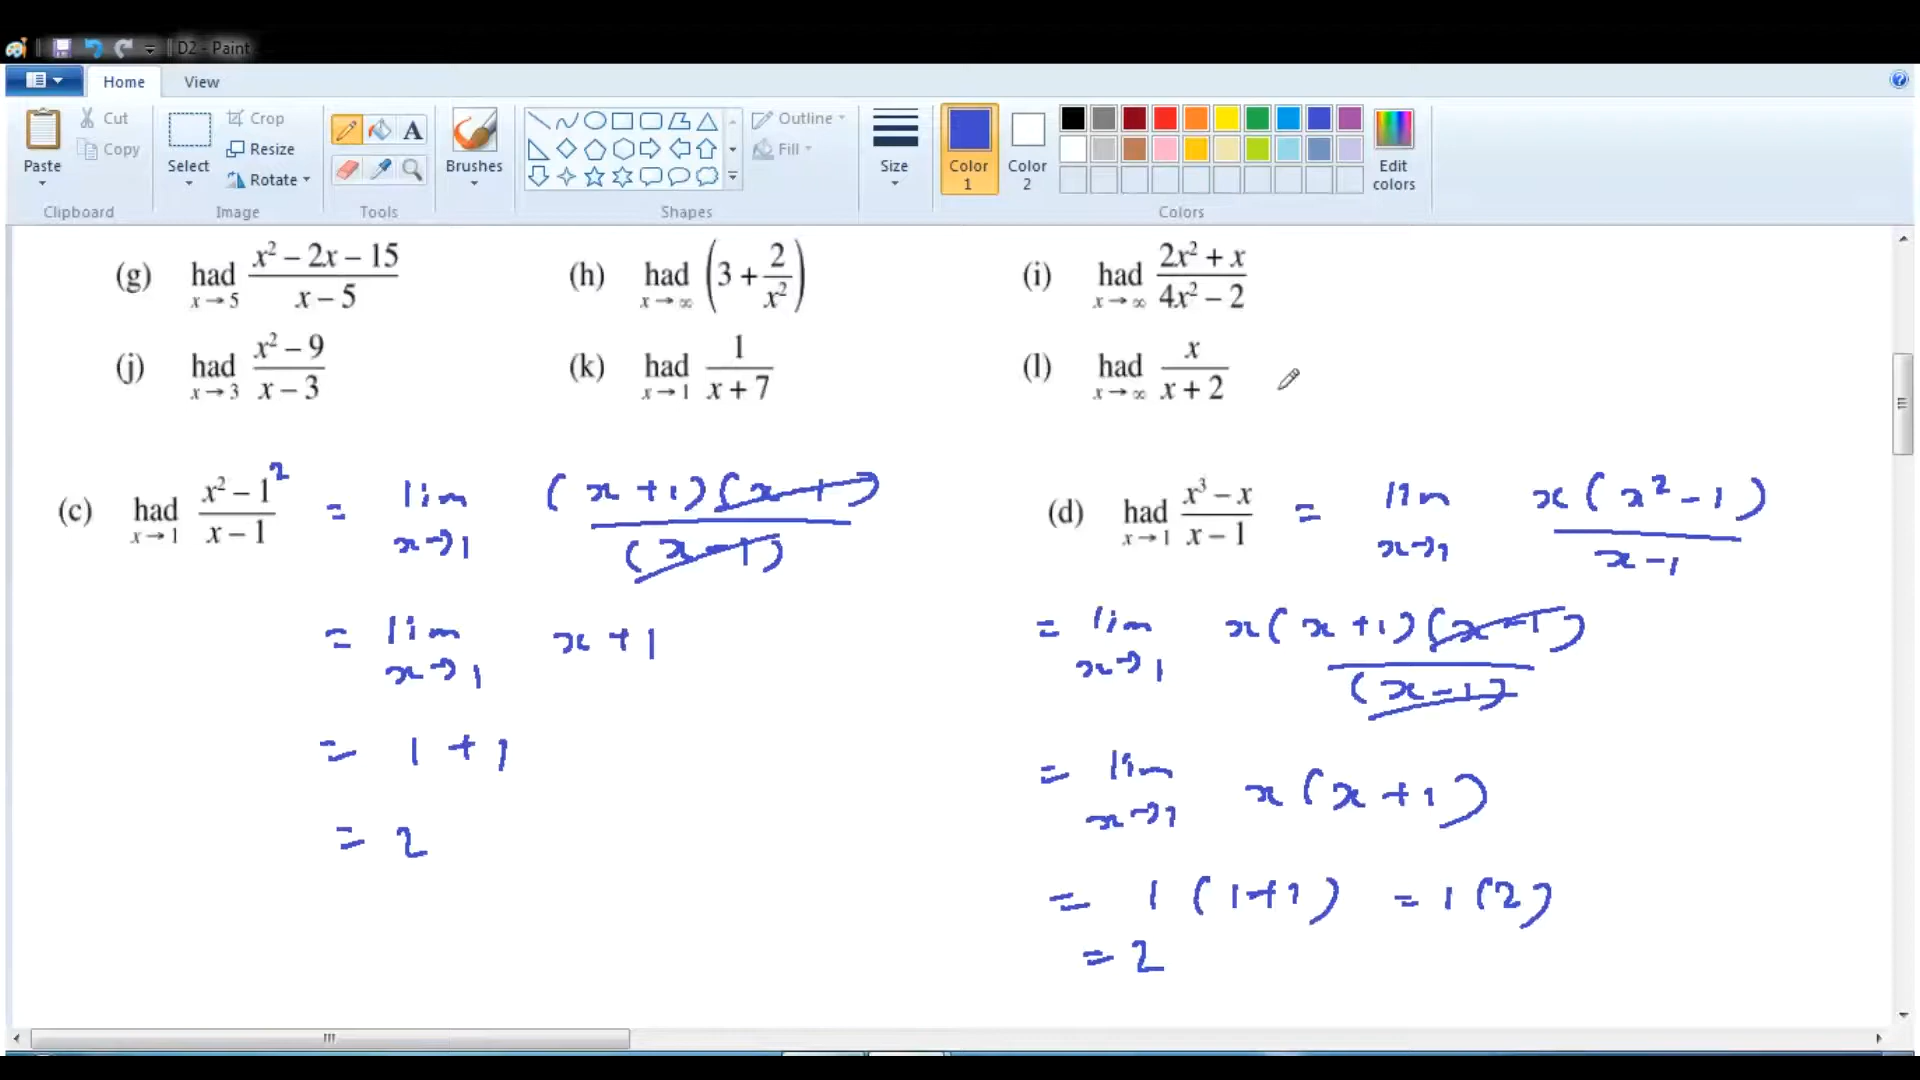 D2 - Paint
Home View
Paste Cut Copy Select Crop Resize Rotate A Brushes Outline Fill Size Color 1 Color 2 Edit colors
Clipboard Image Tools Shapes Colors
(g) had x→5 (x² − 2x − 15)/(x − 5) (h) had x→∞ (3 + 2/x²) (i) had x→∞ (2x² + x)/(4x² − 2)
(j) had x→3 (x² − 9)/(x − 3) (k) had x→1 1/(x + 7) (l) had x→∞ x/(x + 2)
(c) had x→1 (x² − 1²)/(x − 1) = lim x→1 (x+1)(x−1)/(x−1)
= lim x→1 x+1
= 1+1
= 2
(d) had x→1 (x³ − x)/(x − 1) = lim x→1 x(x²−1)/(x−1)
= lim x→1 x(x+1)(x−1)/(x−1)
= lim x→1 x(x+1)
= 1(1+1) = 1(2)
= 2